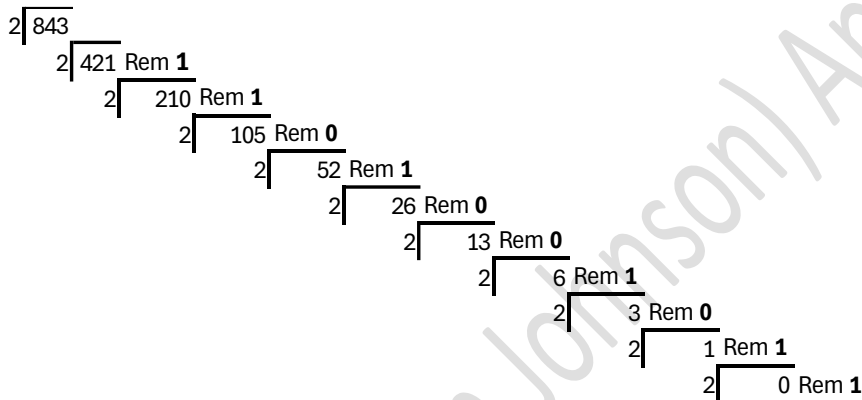 2 843
2 421 Rem 1
2 210 Rem 1
2 105 Rem 0
2 52 Rem 1
2 26 Rem 0
2 13 Rem 0
2 6 Rem 1
2 3 Rem 0
2 1 Rem 1
2 0 Rem 1
Johnson)